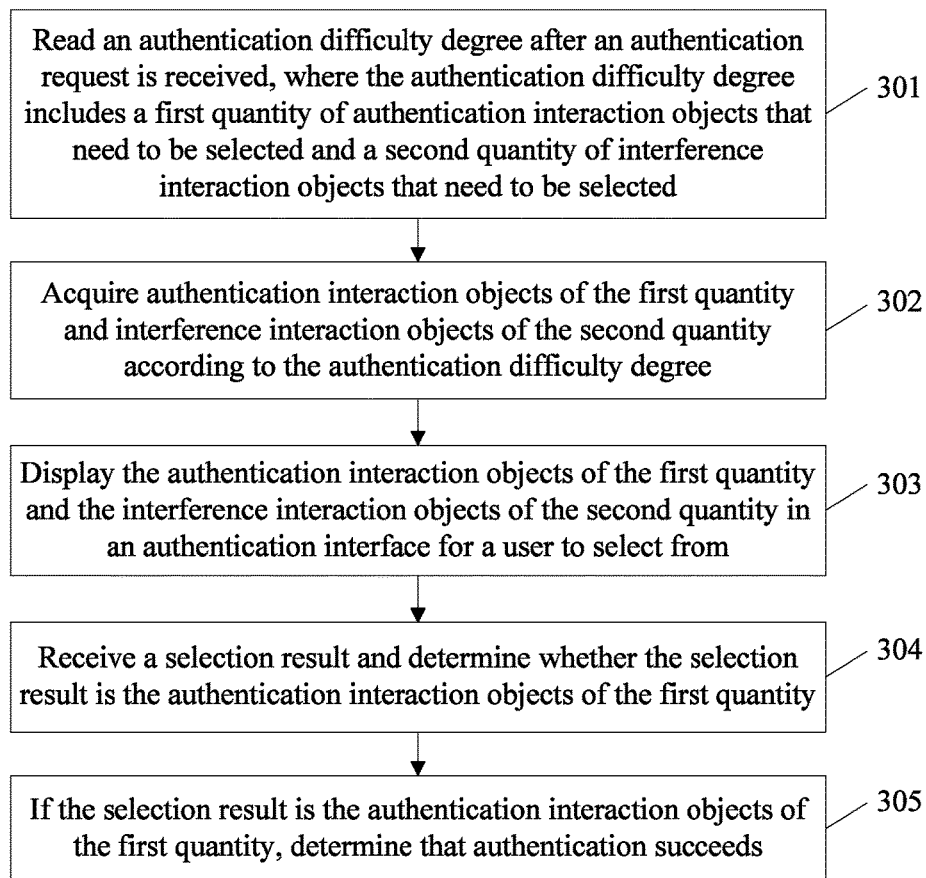 Read an authentication difficulty degree after an authentication
request is received, where the authentication difficulty degree
includes a first quantity of authentication interaction objects that
need to be selected and a second quantity of interference
interaction objects that need to be selected
301
Acquire authentication interaction objects of the first quantity
and interference interaction objects of the second quantity
according to the authentication difficulty degree
302
Display the authentication interaction objects of the first quantity
and the interference interaction objects of the second quantity in
an authentication interface for a user to select from
303
Receive a selection result and determine whether the selection
result is the authentication interaction objects of the first quantity
304
If the selection result is the authentication interaction objects of
the first quantity, determine that authentication succeeds
305